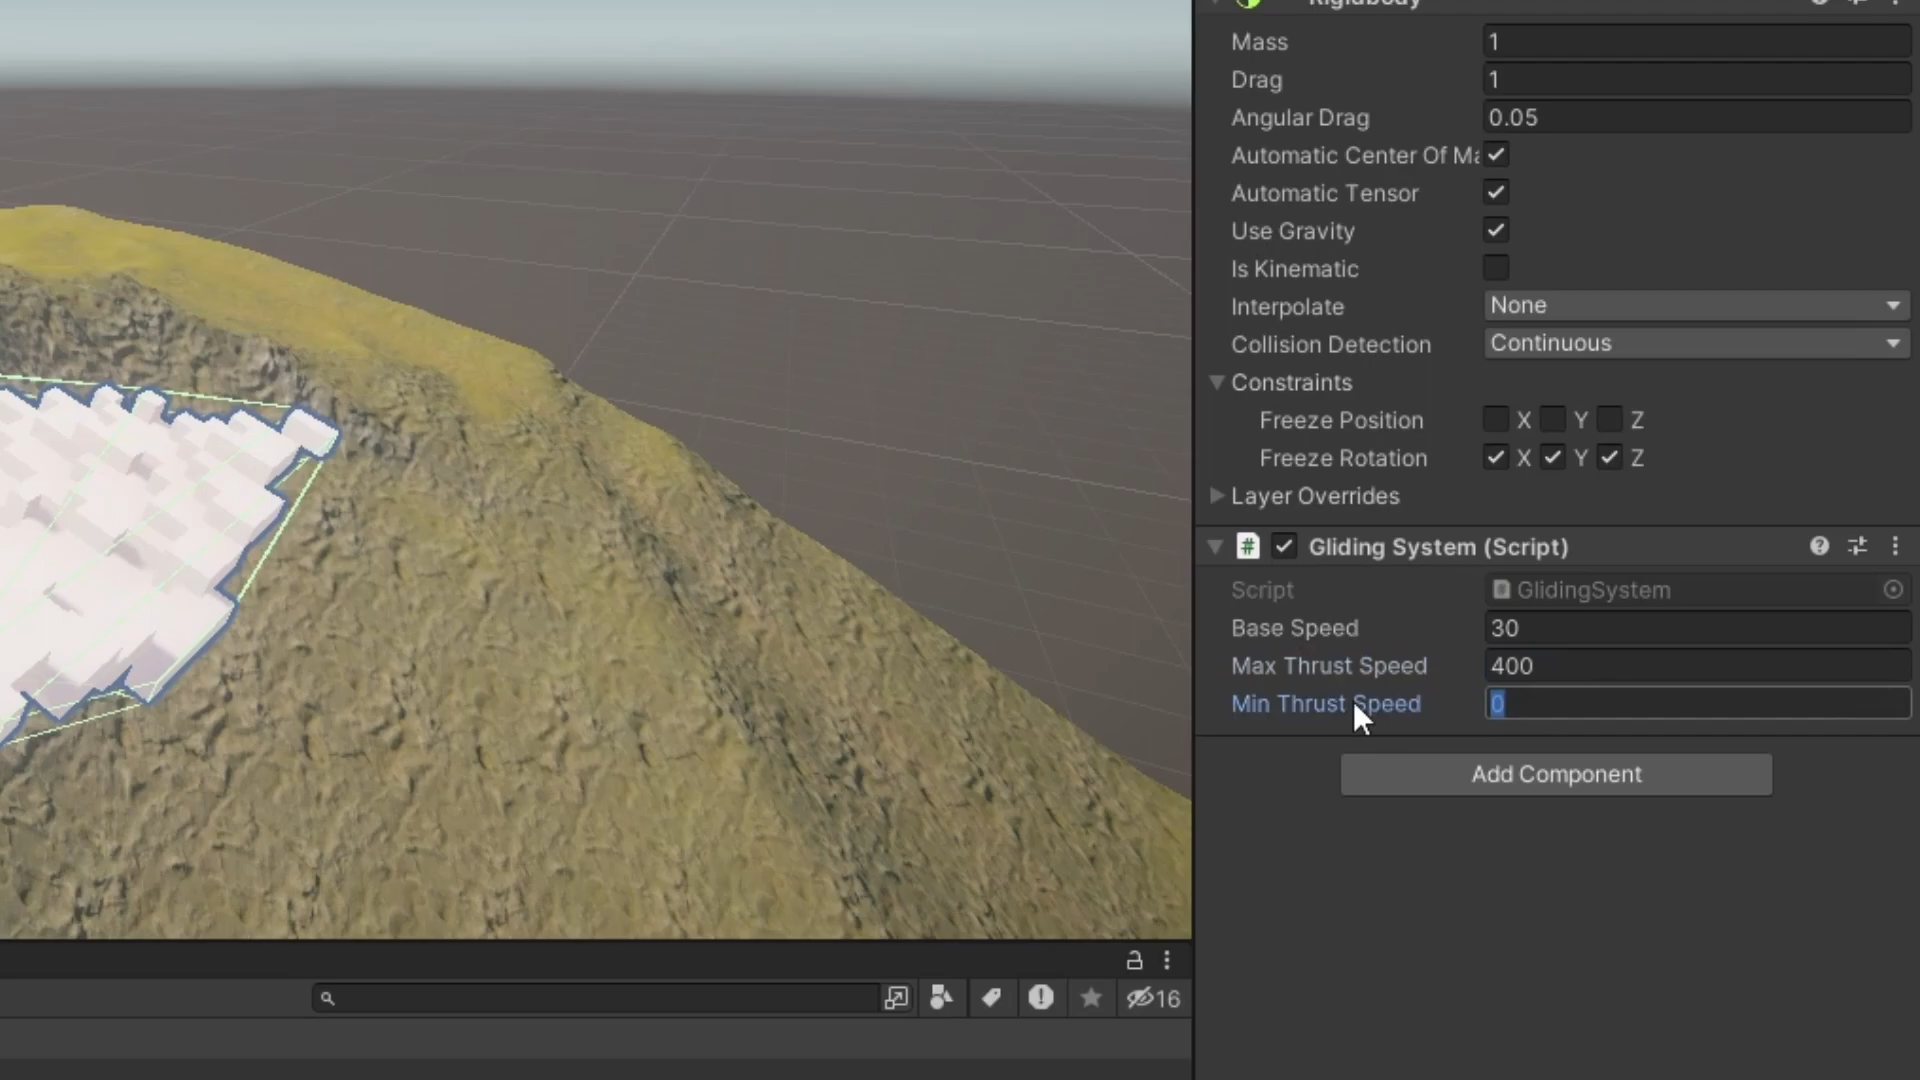 Rigidbody
Mass 1
Drag 1
Angular Drag 0.05
Automatic Center Of Ma
Automatic Tensor
Use Gravity
Is Kinematic
Interpolate None
Collision Detection Continuous
Constraints
Freeze Position X Y Z
Freeze Rotation X Y Z
Layer Overrides
# Gliding System (Script)
Script GlidingSystem
Base Speed 30
Max Thrust Speed 400
Min Thrust Speed 0
Add Component
16